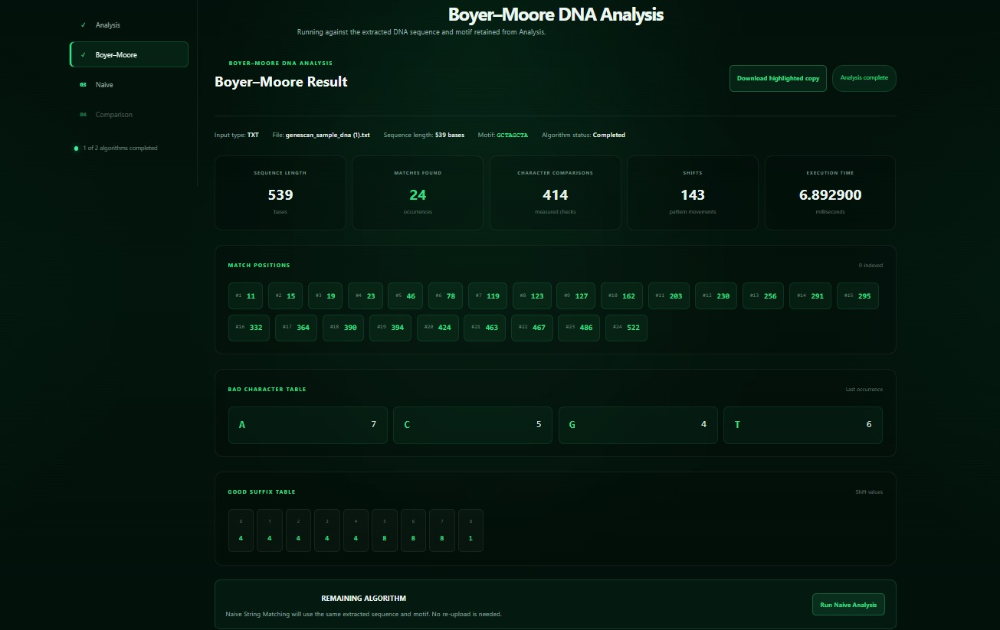 Boyer–Moore DNA Analysis
Running against the extracted DNA sequence and motif retained from Analysis.
✓ Analysis
✓ Boyer–Moore
03 Naive
04 Comparison
1 of 2 algorithms completed
BOYER–MOORE DNA ANALYSIS
Boyer–Moore Result
Download highlighted copy
Analysis complete
Input type: TXT File: genescan_sample_dna (1).txt Sequence length: 539 bases Motif: GCTAGCTA Algorithm status: Completed
SEQUENCE LENGTH
539
bases
MATCHES FOUND
24
occurrences
CHARACTER COMPARISONS
414
measured checks
SHIFTS
143
pattern movements
EXECUTION TIME
6.892900
milliseconds
MATCH POSITIONS 0-indexed
#1 11 #2 15 #3 19 #4 23 #5 46 #6 78 #7 119 #8 123 #9 127 #10 162 #11 203 #12 230 #13 256 #14 291 #15 295
#16 332 #17 364 #18 390 #19 394 #20 424 #21 463 #22 467 #23 486 #24 522
BAD CHARACTER TABLE Last occurrence
A 7 C 5 G 4 T 6
GOOD SUFFIX TABLE Shift values
0 1 2 3 4 5 6 7 8
4 4 4 4 4 8 8 8 1
REMAINING ALGORITHM
Naive String Matching will use the same extracted sequence and motif. No re-upload is needed.
Run Naive Analysis